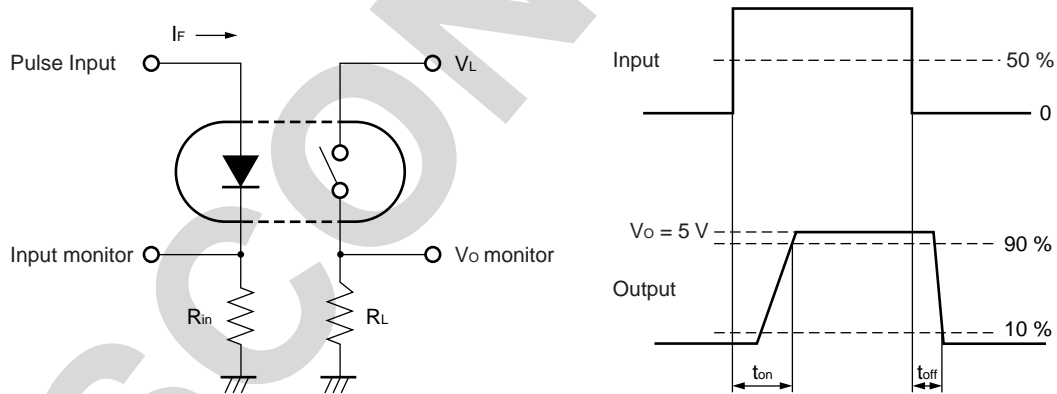 IF
Pulse Input
VL
Input monitor
VO monitor
Rin
RL
Input
50 %
0
VO = 5 V
90 %
Output
10 %
ton
toff